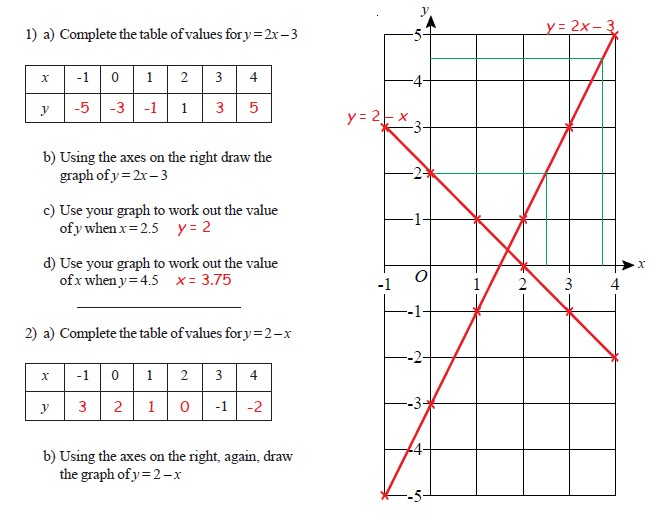 1) a) Complete the table of values for y = 2x – 3
x -1 0 1 2 3 4
y -5 -3 -1 1 3 5
b) Using the axes on the right draw the
graph of y = 2x – 3
c) Use your graph to work out the value
of y when x = 2.5 y = 2
d) Use your graph to work out the value
of x when y = 4.5 x = 3.75
2) a) Complete the table of values for y = 2 – x
x -1 0 1 2 3 4
y 3 2 1 0 -1 -2
b) Using the axes on the right, again, draw
the graph of y = 2 – x
y
y = 2x – 3
5
4
y = 2 – x
3
2
1
O
x
-1 1 2 3 4
-1
-2
-3
-4
-5